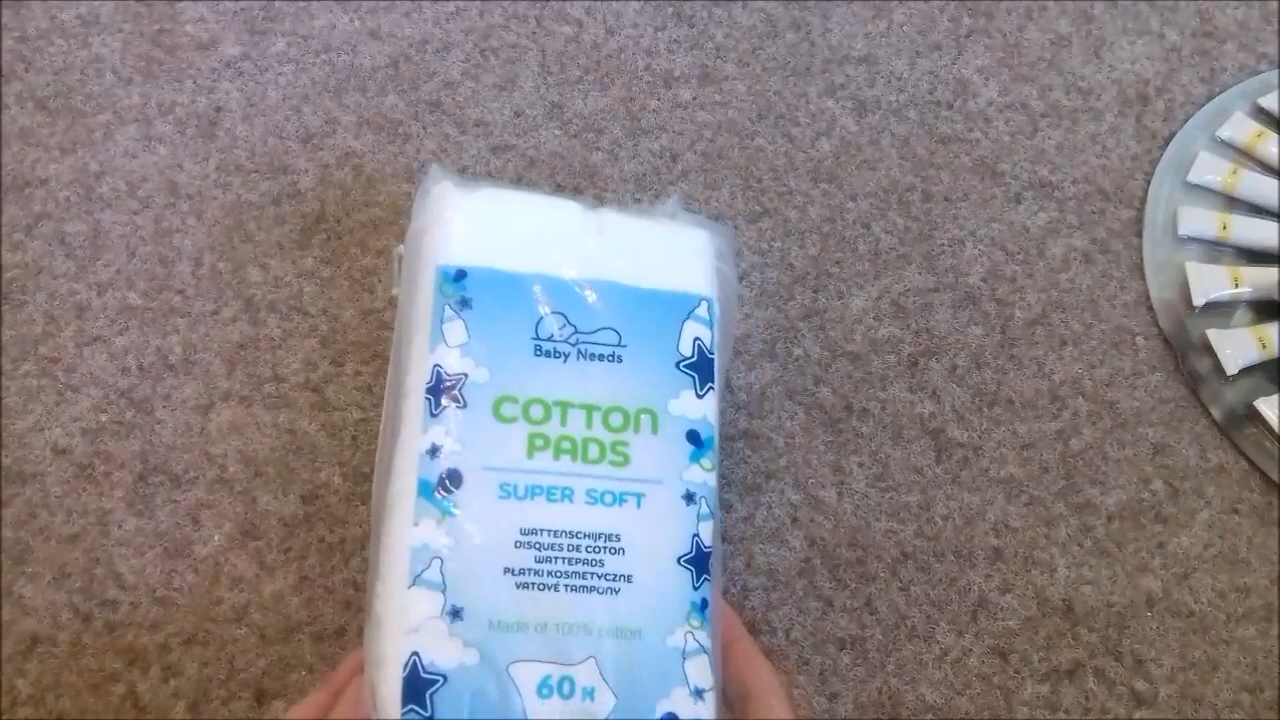 Baby Needs
COTTON
PADS
SUPER SOFT
WATTENSCHIJFJES
DISQUES DE COTON
WATTEPADS
PŁATKI KOSMETYCZNE
VATOVÉ TAMPONY
Made of 100% cotton
60x